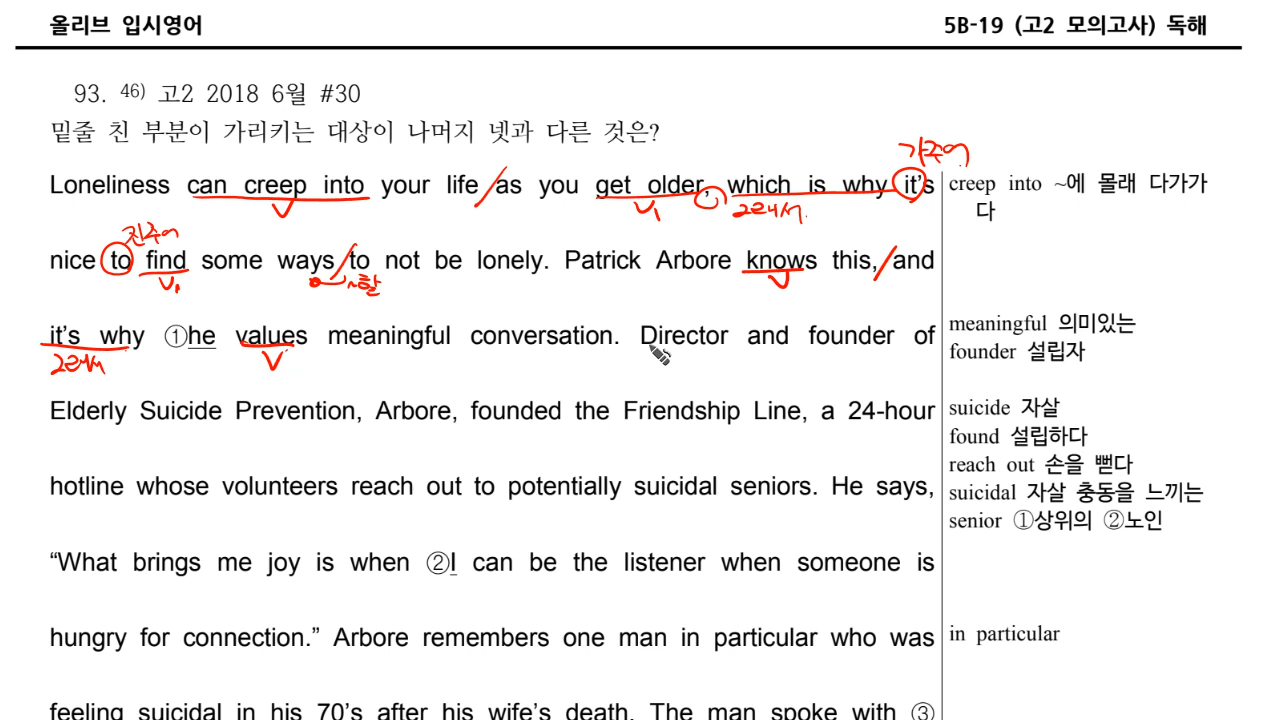 올리브 입시영어 5B-19 (고2 모의고사) 독해
93. 46) 고2 2018 6월 #30
밑줄 친 부분이 가리키는 대상이 나머지 넷과 다른 것은?
가주어
Loneliness can creep into your life as you get older, which is why it's creep into ~에 몰래 다가가
다
V V₁ 그래서
진주어
nice to find some ways to not be lonely. Patrick Arbore knows this, and
V₁ ~할 V
it's why ①he values meaningful conversation. Director and founder of meaningful 의미있는
founder 설립자
그래서 V
Elderly Suicide Prevention, Arbore, founded the Friendship Line, a 24-hour suicide 자살
found 설립하다
reach out 손을 뻗다
hotline whose volunteers reach out to potentially suicidal seniors. He says, suicidal 자살 충동을 느끼는
senior ①상위의 ②노인
“What brings me joy is when ②I can be the listener when someone is
hungry for connection.” Arbore remembers one man in particular who was in particular
feeling suicidal in his 70's after his wife's death. The man spoke with ③